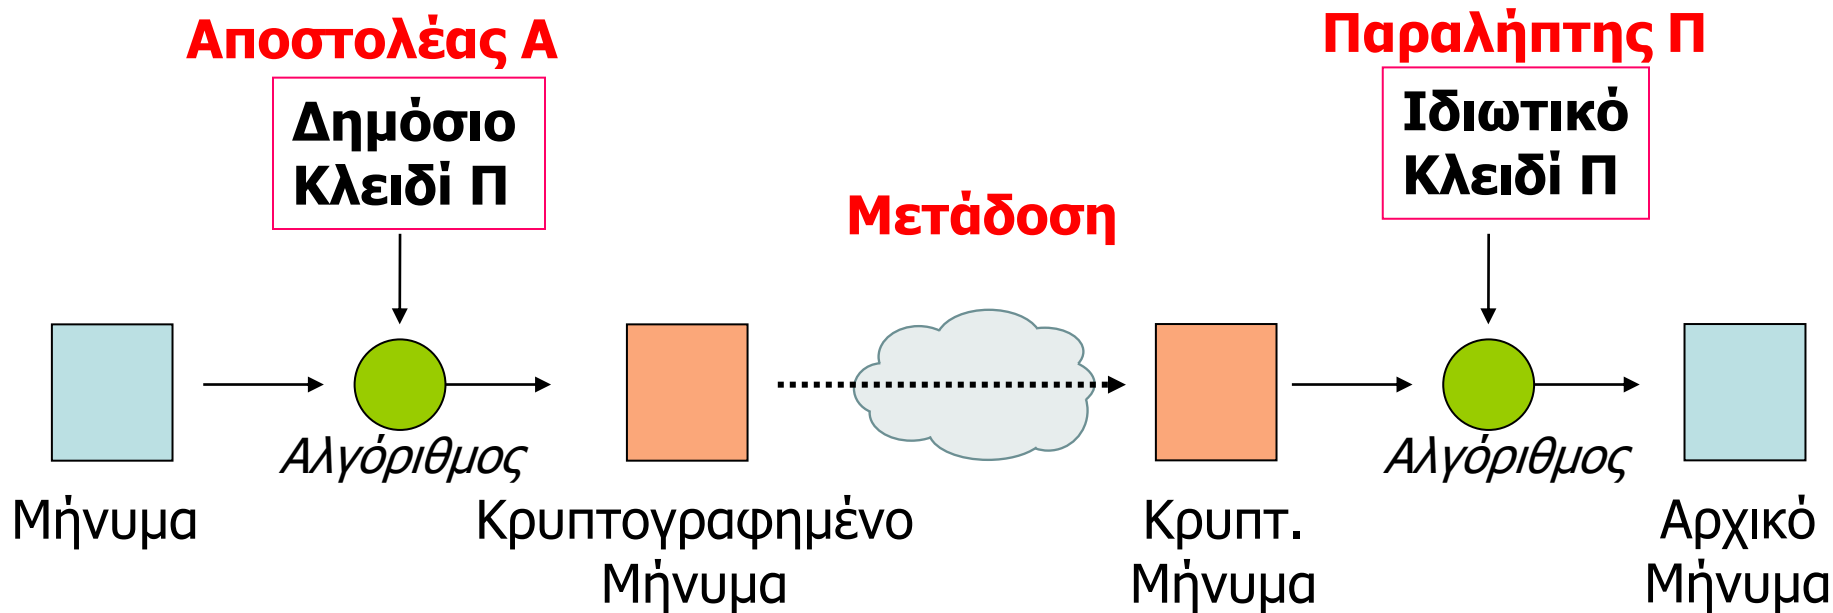 Αποστολέας Α
Δημόσιο
Κλειδί Π
Παραλήπτης Π
Ιδιωτικό
Κλειδί Π
Μετάδοση
Αλγόριθμος
Αλγόριθμος
Μήνυμα
Κρυπτογραφημένο
Μήνυμα
Κρυπτ.
Μήνυμα
Αρχικό
Μήνυμα